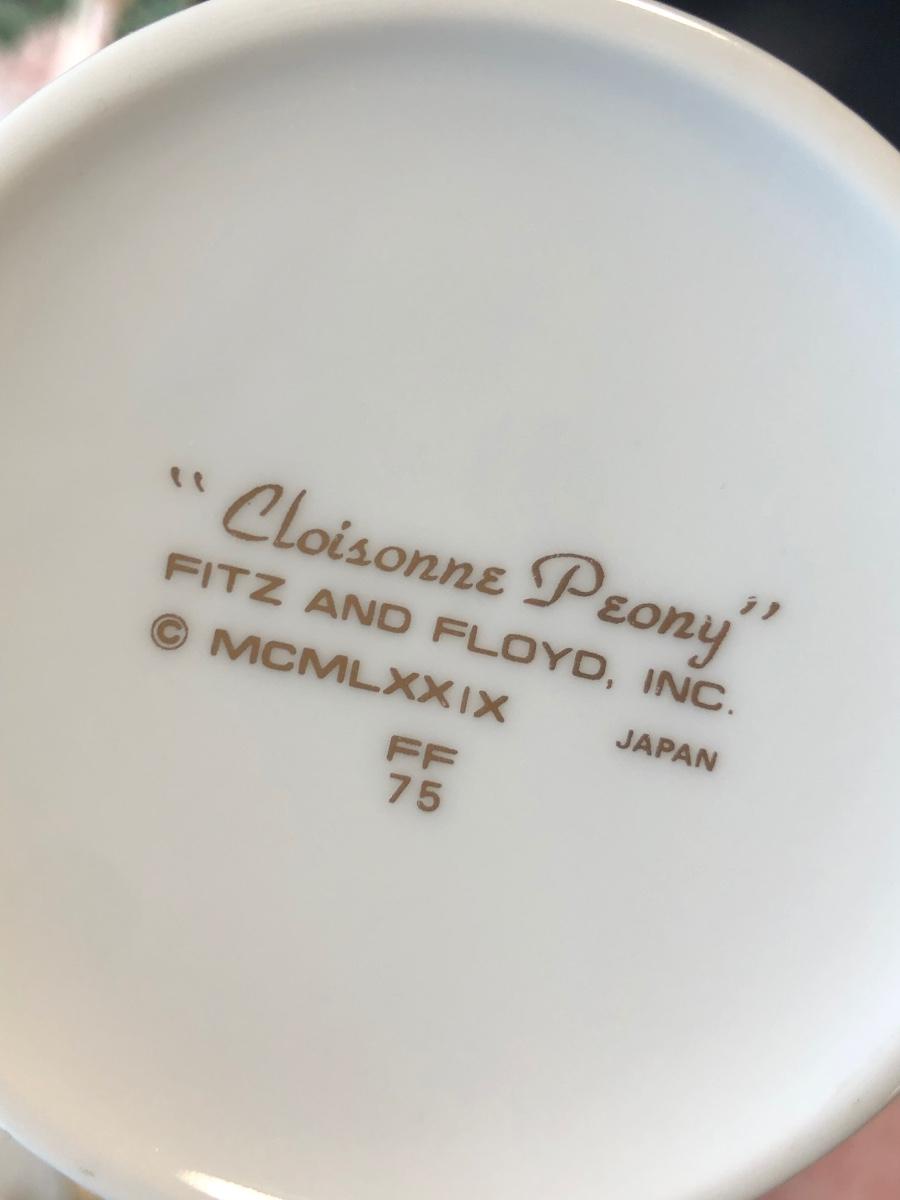 “Cloisonne Peony”
FITZ AND FLOYD, INC.
© MCMLXXIX
JAPAN
FF
75